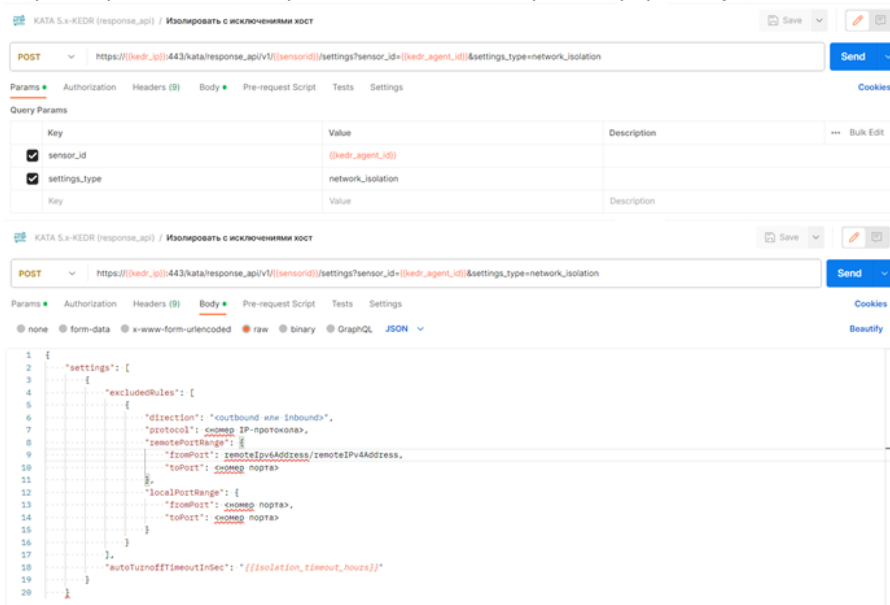 KATA 5.x-KEDR (response_api) / Изолировать с исключениями хост
Save
POST
https://{{kedr_ip}}:443/kata/response_api/v1/{{sensorid}}/settings?sensor_id={{kedr_agent_id}}&settings_type=network_isolation
Send
Params Authorization Headers (9) Body Pre-request Script Tests Settings Cookies
Query Params
Key Value Description Bulk Edit
sensor_id {{kedr_agent_id}}
settings_type network_isolation
Key Value Description
KATA 5.x-KEDR (response_api) / Изолировать с исключениями хост
Save
POST
https://{{kedr_ip}}:443/kata/response_api/v1/{{sensorid}}/settings?sensor_id={{kedr_agent_id}}&settings_type=network_isolation
Send
Params Authorization Headers (9) Body Pre-request Script Tests Settings Cookies
none form-data x-www-form-urlencoded raw binary GraphQL JSON Beautify
1 {
2 "settings": [
3 {
4 "excludedRules": [
5 {
6 "direction": "<outbound или inbound>",
7 "protocol": <номер IP-протокола>,
8 "remotePortRange": {
9 "fromPort": remoteIpv6Address/remoteIPv4Address,
10 "toPort": <номер порта>
11 },
12 "localPortRange": {
13 "fromPort": <номер порта>,
14 "toPort": <номер порта>
15 }
16 }
17 ],
18 "autoTurnoffTimeoutInSec": "{{isolation_timeout_hours}}"
19 }
20 ]